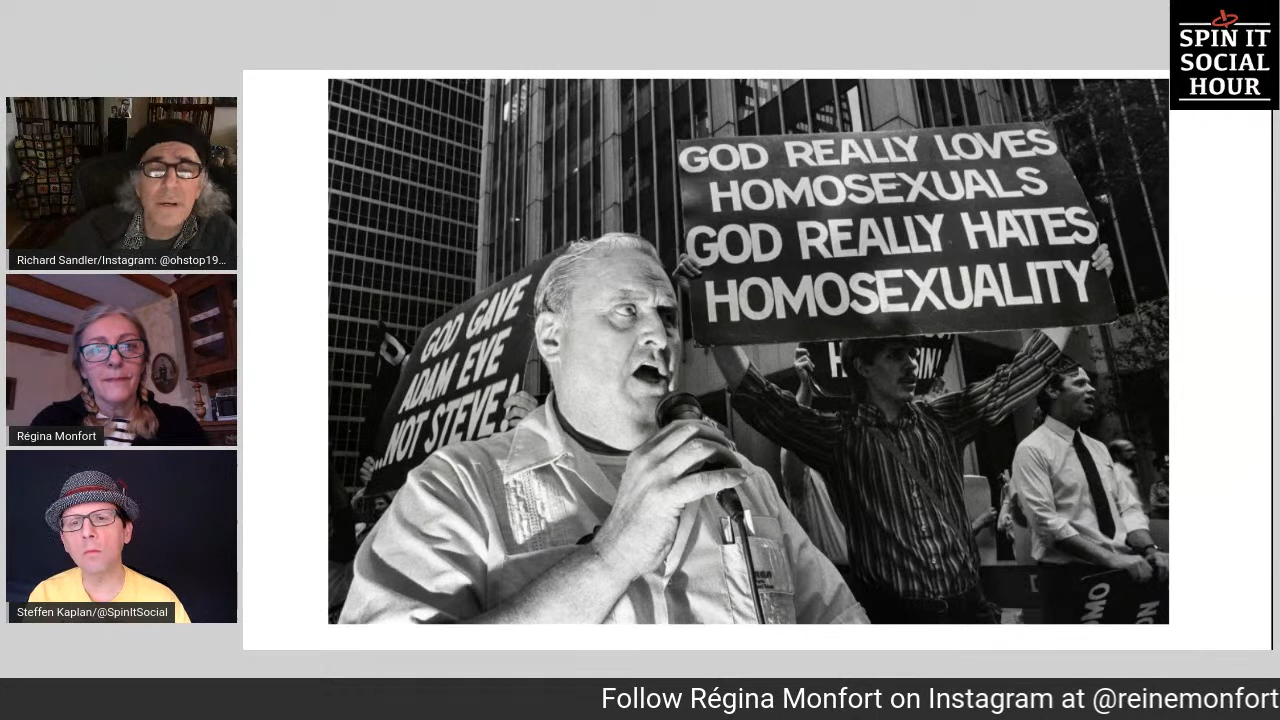 SPIN IT
SOCIAL
HOUR
Richard Sandler/Instagram: @ohstop19...
Régina Monfort
Steffen Kaplan/@SpinItSocial
GOD GAVE
ADAM EVE
...NOT STEVE!
GOD REALLY LOVES
HOMOSEXUALS
GOD REALLY HATES
HOMOSEXUALITY
SIN!
Follow Régina Monfort on Instagram at @reinemonfort